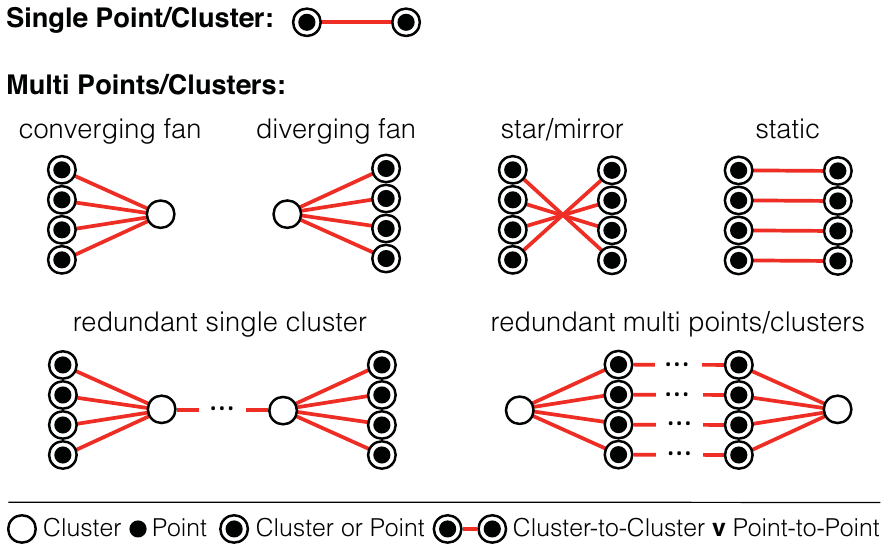 Single Point/Cluster:
Multi Points/Clusters:
converging fan diverging fan star/mirror static
redundant single cluster redundant multi points/clusters
... ...
...
...
...
Cluster Point Cluster or Point Cluster-to-Cluster v Point-to-Point